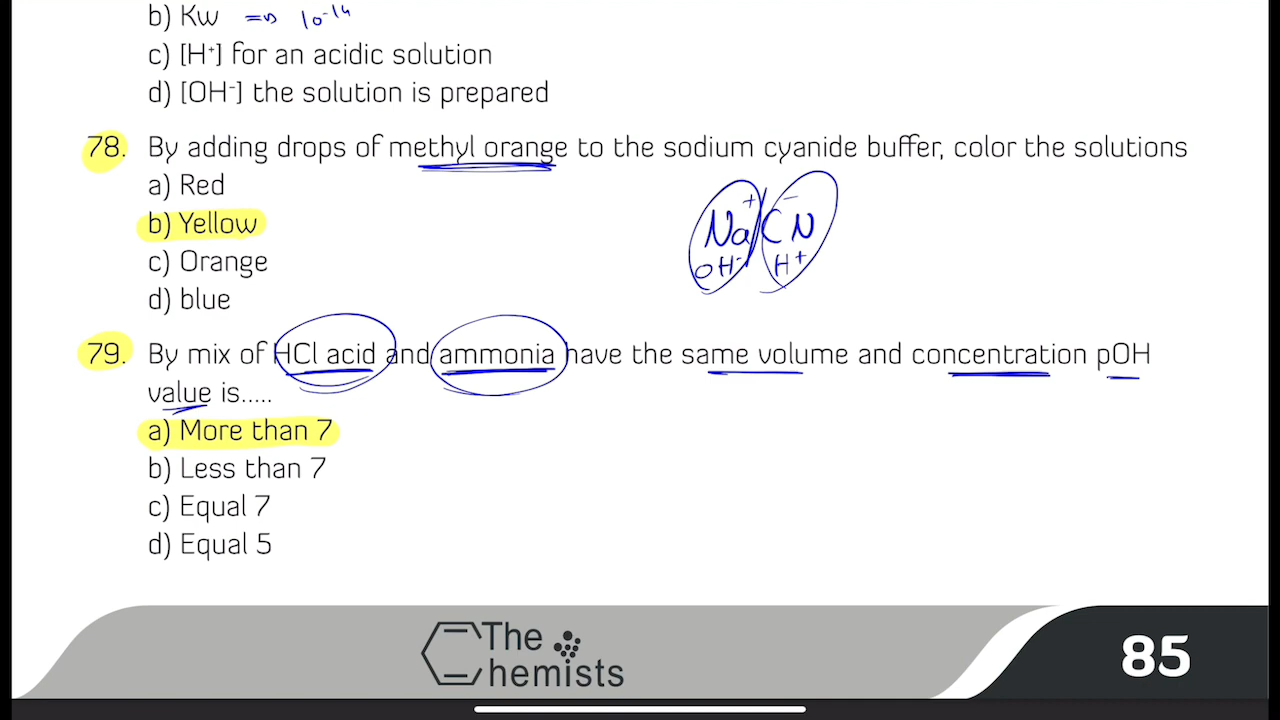 b) Kw ⇒ 10⁻¹⁴
c) [H⁺] for an acidic solution
d) [OH⁻] the solution is prepared
78. By adding drops of methyl orange to the sodium cyanide buffer, color the solutions
a) Red
b) Yellow
c) Orange
d) blue
Na⁺ / CN⁻
OH⁻ H⁺
79. By mix of HCl acid and ammonia have the same volume and concentration pOH
value is.....
a) More than 7
b) Less than 7
c) Equal 7
d) Equal 5
The
Chemists
85